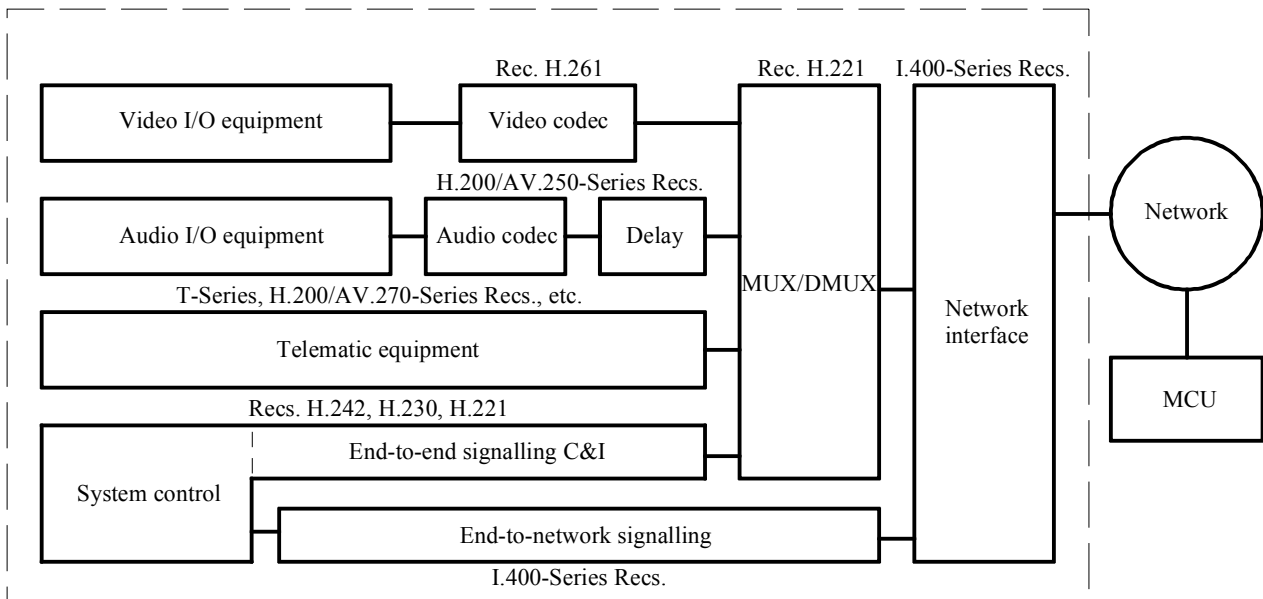 Rec. H.261
Rec. H.221
I.400-Series Recs.
Video I/O equipment
Video codec
H.200/AV.250-Series Recs.
Audio I/O equipment
Audio codec
Delay
Network
MUX/DMUX
T-Series, H.200/AV.270-Series Recs., etc.
Network
interface
Telematic equipment
MCU
Recs. H.242, H.230, H.221
End-to-end signalling C&I
System control
End-to-network signalling
I.400-Series Recs.